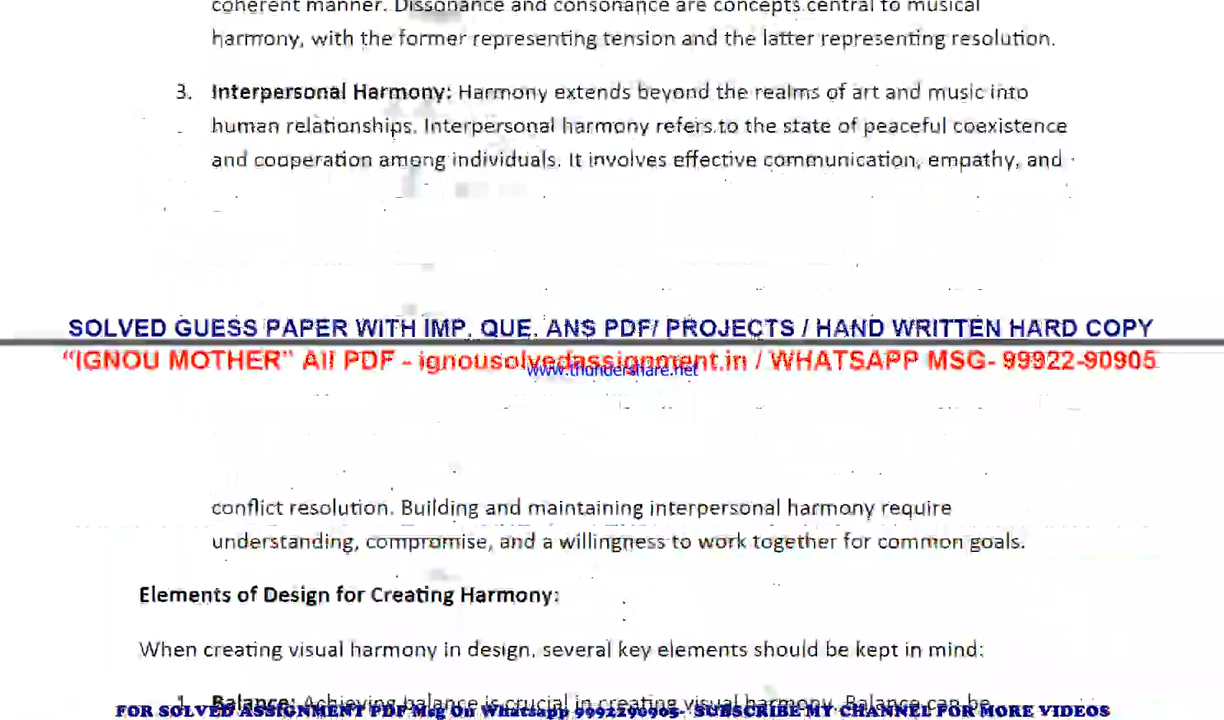 coherent manner. Dissonance and consonance are concepts central to musical
harmony, with the former representing tension and the latter representing resolution.
3. Interpersonal Harmony: Harmony extends beyond the realms of art and music into
human relationships. Interpersonal harmony refers to the state of peaceful coexistence
and cooperation among individuals. It involves effective communication, empathy, and
SOLVED GUESS PAPER WITH IMP. QUE. ANS PDF/ PROJECTS / HAND WRITTEN HARD COPY
“IGNOU MOTHER” All PDF - ignousolvedassignment.in / WHATSAPP MSG- 99922-90905
www.thundershare.net
conflict resolution. Building and maintaining interpersonal harmony require
understanding, compromise, and a willingness to work together for common goals.
Elements of Design for Creating Harmony:
When creating visual harmony in design, several key elements should be kept in mind:
1. Balance: Achieving balance is crucial in creating visual harmony. Balance can be
FOR SOLVED ASSIGNMENT PDF Msg On Whatsapp 9992290905- SUBSCRIBE MY CHANNEL FOR MORE VIDEOS